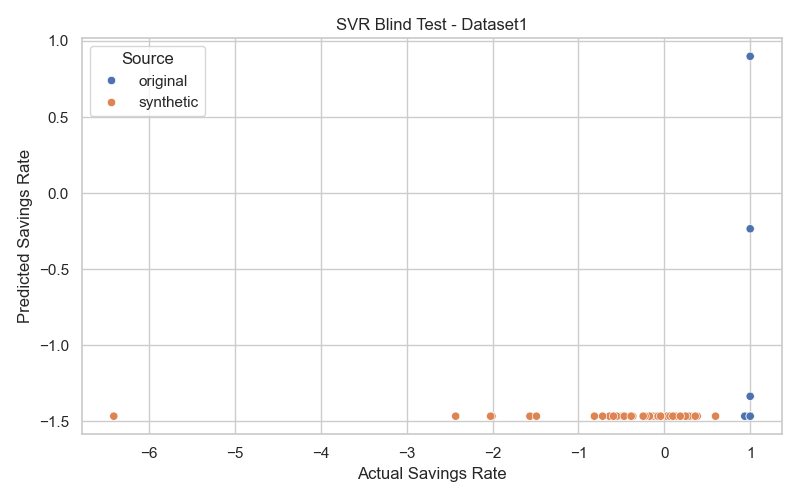 SVR Blind Test - Dataset1
Source
original
synthetic
Predicted Savings Rate
1.0
0.5
0.0
−0.5
−1.0
−1.5
−6 −5 −4 −3 −2 −1 0 1
Actual Savings Rate